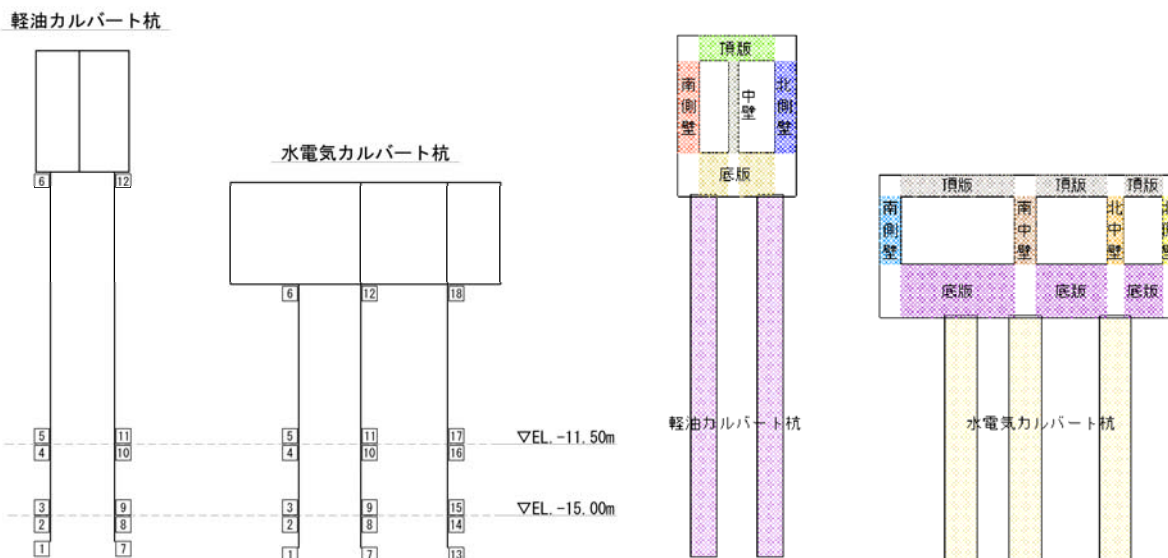 軽油カルバート杭
6
12
5
11
4
10
3
9
2
8
1
7
水電気カルバート杭
6
12
18
5
11
17
4
10
16
3
9
15
2
8
14
1
7
13
▽EL.-11.50m
▽EL.-15.00m
頂版
南側壁
中壁
北側壁
底版
軽油カルバート杭
頂版
頂版
頂版
南側壁
南中壁
北中壁
底版
底版
底版
水電気カルバート杭